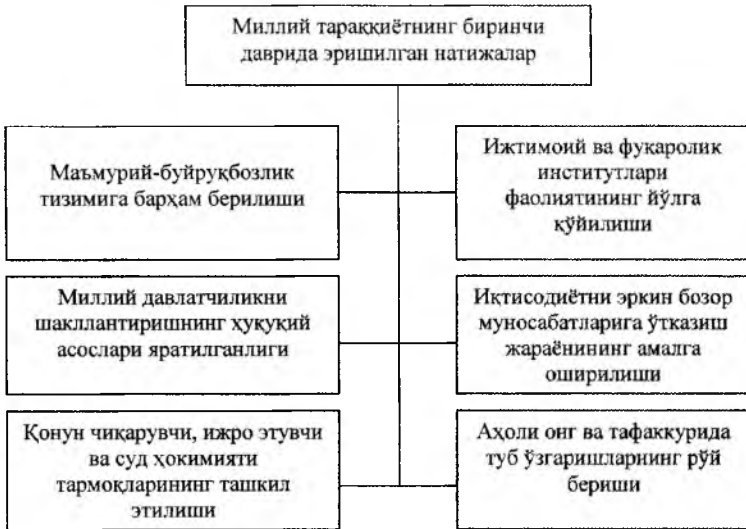 Миллий тараққиётнинг биринчи
даврида эришилган натижалар
Маъмурий-буйруқбозлик
тизимига барҳам берилиши
Ижтимоий ва фуқаролик
институтлари
фаолиятининг йўлга
қўйилиши
Миллий давлатчиликни
шакллантиришнинг ҳуқуқий
асослари яратилганлиги
Иқтисодиётни эркин бозор
муносабатларига ўтказиш
жараёнининг амалга
оширилиши
Қонун чиқарувчи, ижро этувчи
ва суд ҳокимияти
тармоқларининг ташкил
этилиши
Аҳоли онг ва тафаккурида
туб ўзгаришларнинг рўй
бериши